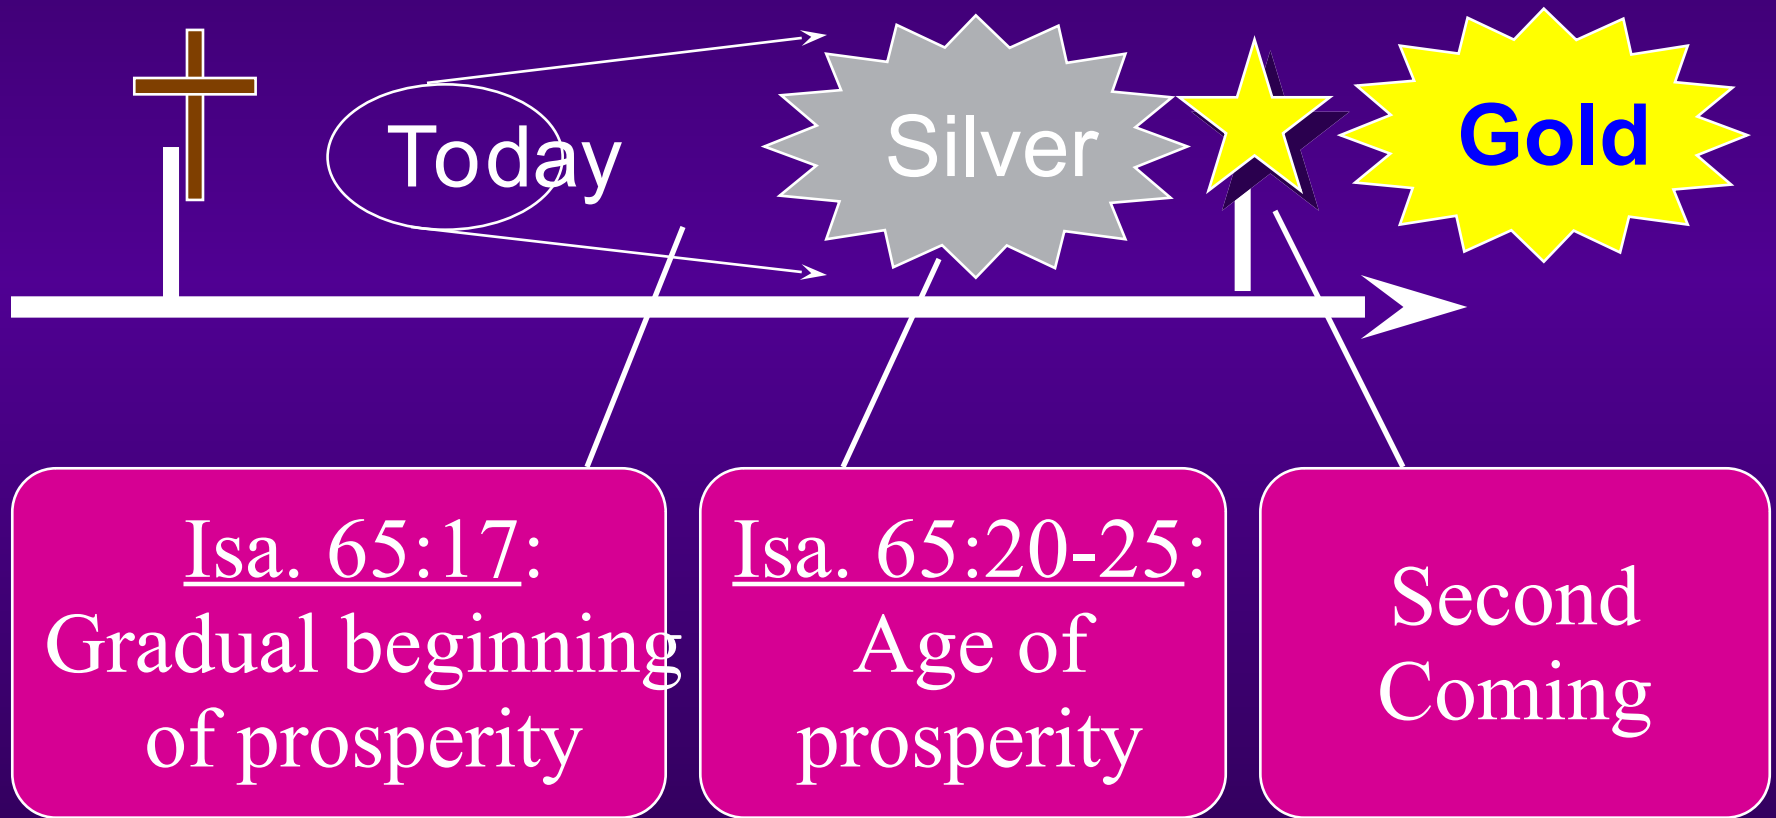 Today
Silver
Gold
Isa. 65:17:
Gradual beginning
of prosperity
Isa. 65:20-25:
Age of
prosperity
Second
Coming